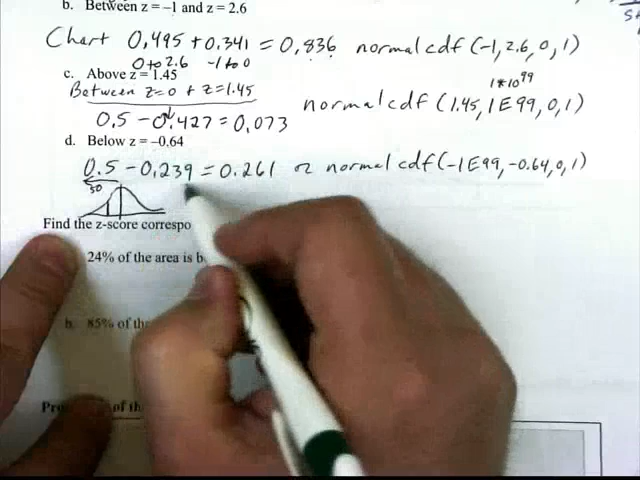 b. Between z = –1 and z = 2.6
Chart 0,495 + 0.341 = 0,836 normalcdf (-1, 2.6, 0, 1)
0 to 2.6 -1 to 0
c. Above z = 1.45
1*10^99
Between z=0 + z=1.45
normalcdf (1.45, 1E99, 0, 1)
0.5 - 0.427 = 0.073
d. Below z = –0.64
0.5 - 0,239 = 0.261 or normalcdf(-1E99, -0.64, 0, 1)
50
Find the z-score correspo
24% of the area is b
b. 85% of the
of th